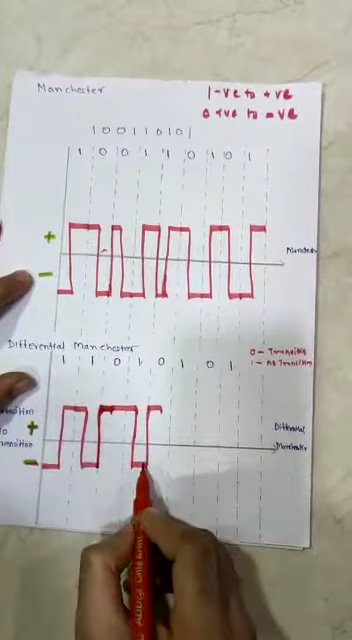 Manchester
1 -ve to +ve
0 +ve to -ve
10011010|
1 0 0 1 1 0 1 0 1
+
-
Manchester
Differential Manchester
1 1 0 1 0 1 0 1
0 - Transition
1 - no Transition
+
-
Differential
Manchester